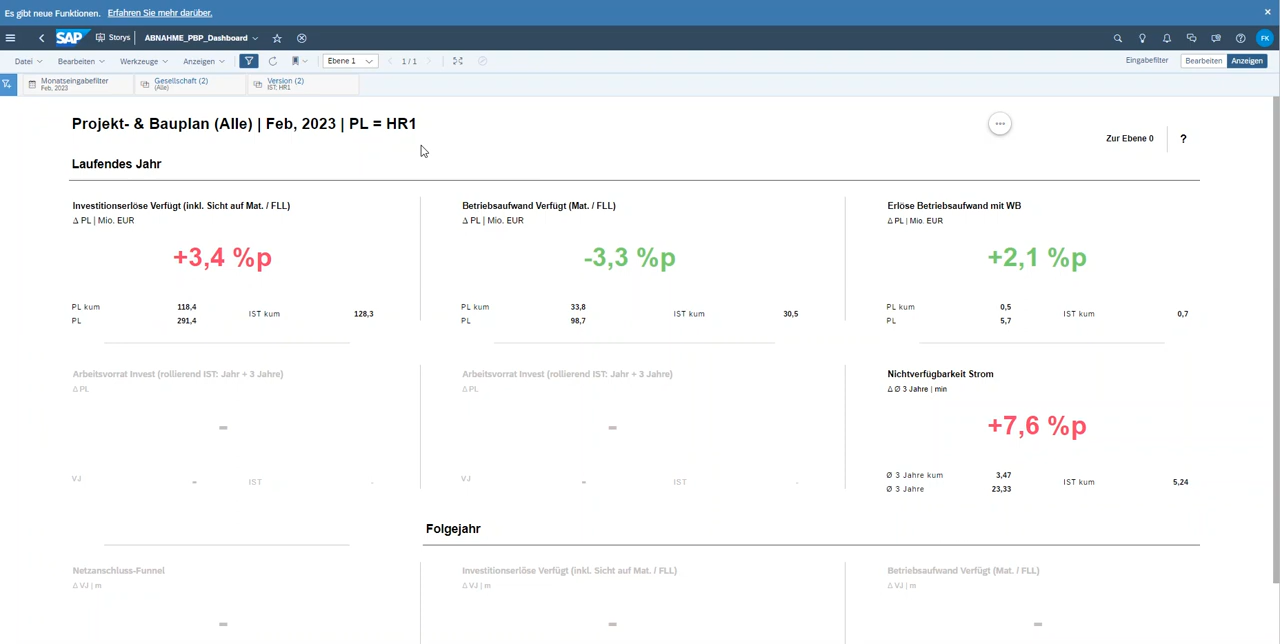 Es gibt neue Funktionen. Erfahren Sie mehr darüber.
SAP Storys ABNAHME_PBP_Dashboard FK
Datei Bearbeiten Werkzeuge Anzeigen Ebene 1 1 / 1 Eingabefilter Bearbeiten Anzeigen
Monatseingabefilter Gesellschaft (2) Version (2)
Feb, 2023 (Alle) IST: HR1
Projekt- & Bauplan (Alle) | Feb, 2023 | PL = HR1
Zur Ebene 0 ?
Laufendes Jahr
Investitionserlöse Verfügt (inkl. Sicht auf Mat. / FLL)
Δ PL | Mio. EUR
+3,4 %p
PL kum 118,4
PL 291,4
IST kum 128,3
Betriebsaufwand Verfügt (Mat. / FLL)
Δ PL | Mio. EUR
-3,3 %p
PL kum 33,8
PL 98,7
IST kum 30,5
Erlöse Betriebsaufwand mit WB
Δ PL | Mio. EUR
+2,1 %p
PL kum 0,5
PL 5,7
IST kum 0,7
Arbeitsvorrat Invest (rollierend IST: Jahr + 3 Jahre)
Δ PL
-
VJ - IST -
Arbeitsvorrat Invest (rollierend IST: Jahr + 3 Jahre)
Δ PL
-
VJ - IST -
Nichtverfügbarkeit Strom
Δ Ø 3 Jahre | min
+7,6 %p
Ø 3 Jahre kum 3,47
Ø 3 Jahre 23,33
IST kum 5,24
Folgejahr
Netzanschluss-Funnel
Δ VJ | m
-
Investitionserlöse Verfügt (inkl. Sicht auf Mat. / FLL)
Δ VJ | m
-
Betriebsaufwand Verfügt (Mat. / FLL)
Δ VJ | m
-